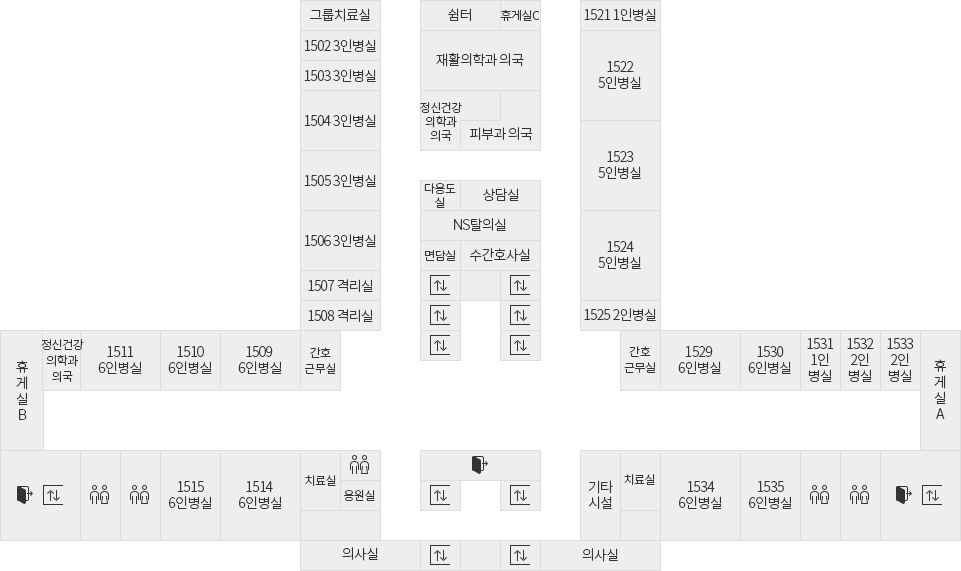 그룹치료실
쉼터
휴게실C
1521 1인병실
1502 3인병실
1503 3인병실
재활의학과 의국
1522
5인병실
1504 3인병실
정신건강
의학과
의국
피부과 의국
1505 3인병실
1523
5인병실
다용도
실
상담실
1506 3인병실
NS탈의실
면담실
수간호사실
1524
5인병실
1507 격리실
1508 격리실
1525 2인병실
휴
게
실
B
정신건강
의학과
의국
1511
6인병실
1510
6인병실
1509
6인병실
간호
근무실
간호
근무실
1529
6인병실
1530
6인병실
1531
1인
병실
1532
2인
병실
1533
2인
병실
휴
게
실
A
1515
6인병실
1514
6인병실
치료실
응원실
기타
시설
치료실
1534
6인병실
1535
6인병실
의사실
의사실